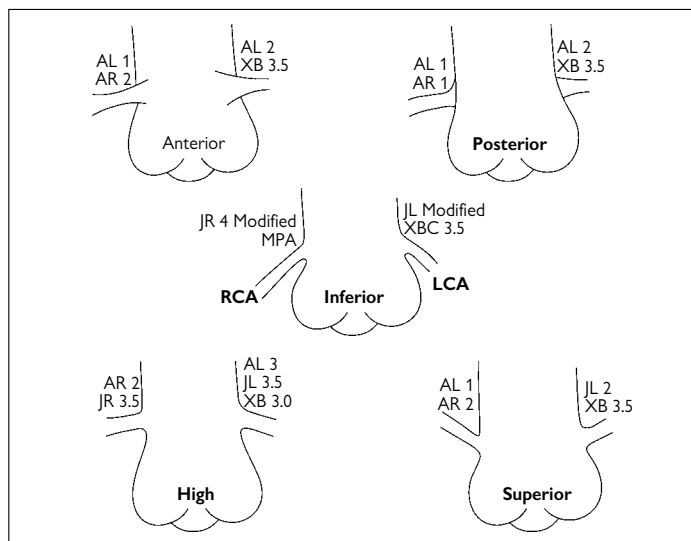 AL 1
AR 2
AL 2
XB 3.5
Anterior
AL 1
AR 1
AL 2
XB 3.5
Posterior
JR 4 Modified
MPA
JL Modified
XBC 3.5
RCA
Inferior
LCA
AR 2
JR 3.5
AL 3
JL 3.5
XB 3.0
High
AL 1
AR 2
JL 2
XB 3.5
Superior